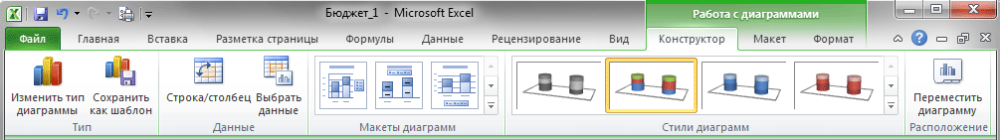 Бюджет_1 - Microsoft Excel
Работа с диаграммами
Файл Главная Вставка Разметка страницы Формулы Данные Рецензирование Вид Конструктор Макет Формат
Изменить тип диаграммы
Сохранить как шаблон
Строка/столбец
Выбрать данные
Переместить диаграмму
Тип Данные Макеты диаграмм Стили диаграмм Расположение